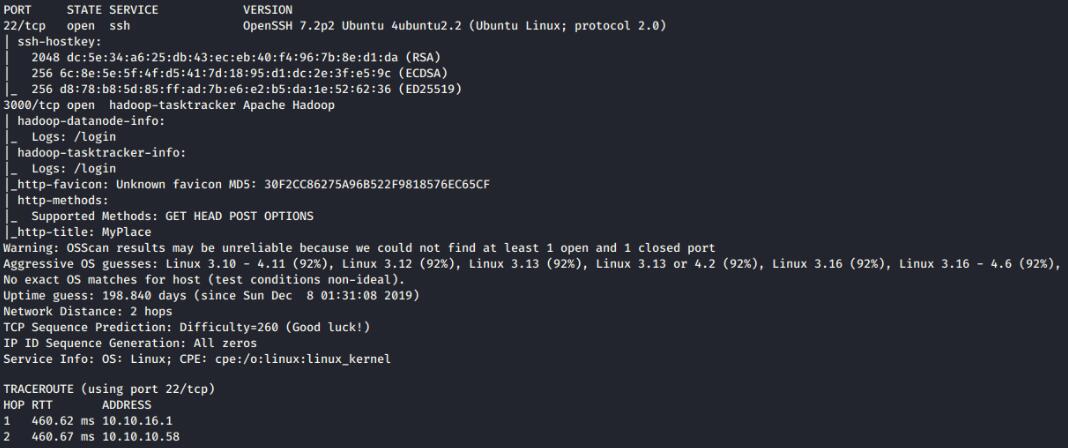 PORT     STATE SERVICE            VERSION
22/tcp   open  ssh                OpenSSH 7.2p2 Ubuntu 4ubuntu2.2 (Ubuntu Linux; protocol 2.0)
| ssh-hostkey:
|   2048 dc:5e:34:a6:25:db:43:ec:eb:40:f4:96:7b:8e:d1:da (RSA)
|   256 6c:8e:5e:5f:4f:d5:41:7d:18:95:d1:dc:2e:3f:e5:9c (ECDSA)
|_  256 d8:78:b8:5d:85:ff:ad:7b:e6:e2:b5:da:1e:52:62:36 (ED25519)
3000/tcp open  hadoop-tasktracker Apache Hadoop
| hadoop-datanode-info:
|_  Logs: /login
| hadoop-tasktracker-info:
|_  Logs: /login
|_http-favicon: Unknown favicon MD5: 30F2CC86275A96B522F9818576EC65CF
| http-methods:
|_  Supported Methods: GET HEAD POST OPTIONS
|_http-title: MyPlace
Warning: OSScan results may be unreliable because we could not find at least 1 open and 1 closed port
Aggressive OS guesses: Linux 3.10 - 4.11 (92%), Linux 3.12 (92%), Linux 3.13 (92%), Linux 3.13 or 4.2 (92%), Linux 3.16 (92%), Linux 3.16 - 4.6 (92%),
No exact OS matches for host (test conditions non-ideal).
Uptime guess: 198.840 days (since Sun Dec  8 01:31:08 2019)
Network Distance: 2 hops
TCP Sequence Prediction: Difficulty=260 (Good luck!)
IP ID Sequence Generation: All zeros
Service Info: OS: Linux; CPE: cpe:/o:linux:linux_kernel

TRACEROUTE (using port 22/tcp)
HOP RTT       ADDRESS
1   460.62 ms 10.10.16.1
2   460.67 ms 10.10.10.58